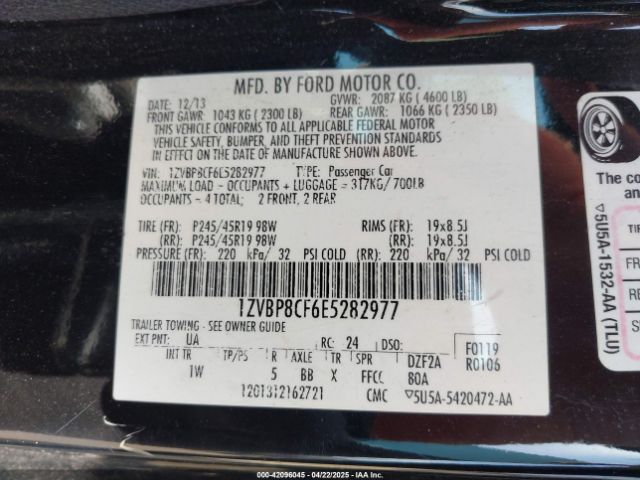 MFD. BY FORD MOTOR CO.
DATE: 12/13 GVWR: 2087 KG ( 4600 LB)
FRONT GAWR: 1043 KG ( 2300 LB) REAR GAWR: 1066 KG ( 2350 LB)
THIS VEHICLE CONFORMS TO ALL APPLICABLE FEDERAL MOTOR
VEHICLE SAFETY, BUMPER, AND THEFT PREVENTION STANDARDS
IN EFFECT ON THE DATE OF MANUFACTURE SHOWN ABOVE.
VIN: 1ZVBP8CF6E5282977 TYPE: Passenger Car
MAXIMUM LOAD = OCCUPANTS + LUGGAGE = 317KG/ 700LB
OCCUPANTS = 4 TOTAL; 2 FRONT, 2 REAR
TIRE (FR): P245/45R19 98W RIMS (FR): 19x8.5J
(RR): P245/45R19 98W (RR): 19x8.5J
PRESSURE (FR): 220 kPa/ 32 PSI COLD (RR): 220 kPa/ 32 PSI COLD
1ZVBP8CF6E5282977
TRAILER TOWING - SEE OWNER GUIDE
EXT PNT: UA RC: 24 DSO: F0119
INT TR TP/PS R AXLE TR SPR DZF2A R0106
1W 5 BB X FFCC 80A
1201312162721 CMC ▽5U5A-5420472-AA
The co
▽5U5A-1532-AA (TLU)
TIR
FR
RE
000-42096045 - 04/22/2025 - IAA Inc.